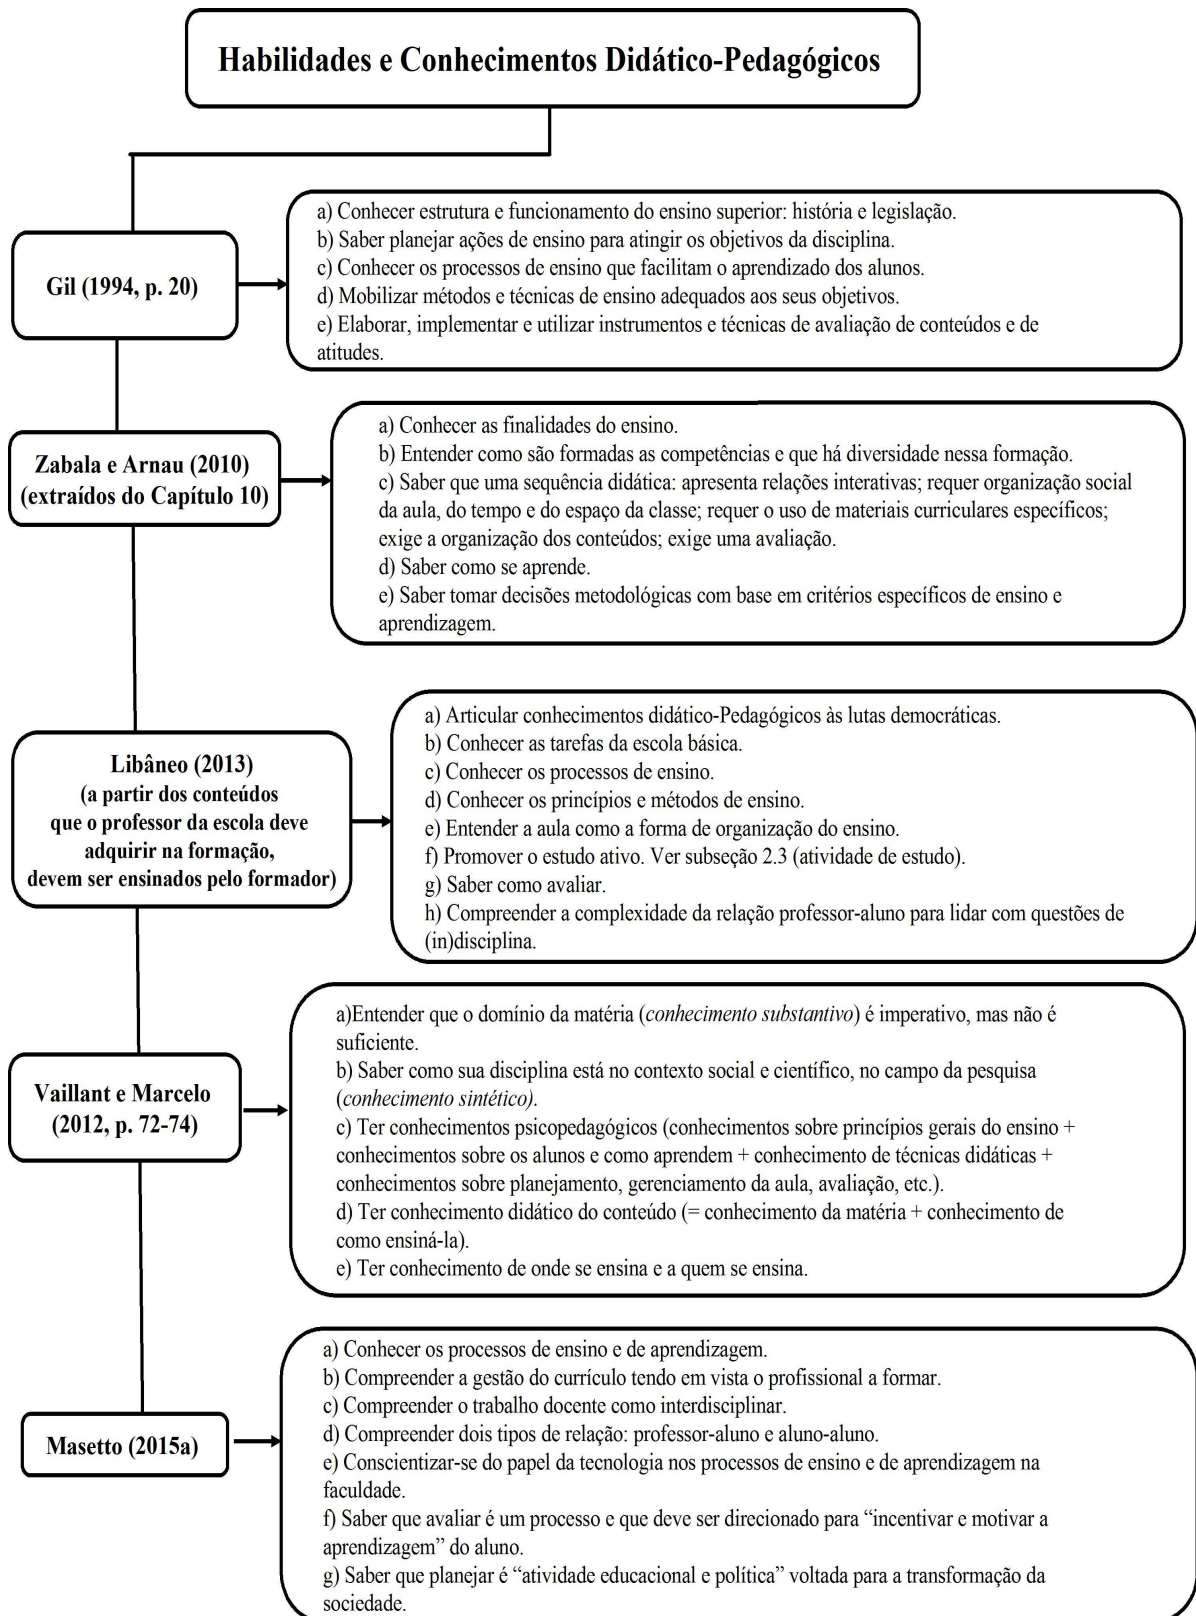 Habilidades e Conhecimentos Didático-Pedagógicos
Gil (1994, p. 20)
a) Conhecer estrutura e funcionamento do ensino superior: história e legislação.
b) Saber planejar ações de ensino para atingir os objetivos da disciplina.
c) Conhecer os processos de ensino que facilitam o aprendizado dos alunos.
d) Mobilizar métodos e técnicas de ensino adequados aos seus objetivos.
e) Elaborar, implementar e utilizar instrumentos e técnicas de avaliação de conteúdos e de
atitudes.
Zabala e Arnau (2010)
(extraídos do Capítulo 10)
a) Conhecer as finalidades do ensino.
b) Entender como são formadas as competências e que há diversidade nessa formação.
c) Saber que uma sequência didática: apresenta relações interativas; requer organização social
da aula, do tempo e do espaço da classe; requer o uso de materiais curriculares específicos;
exige a organização dos conteúdos; exige uma avaliação.
d) Saber como se aprende.
e) Saber tomar decisões metodológicas com base em critérios específicos de ensino e
aprendizagem.
Libâneo (2013)
(a partir dos conteúdos
que o professor da escola deve
adquirir na formação,
devem ser ensinados pelo formador)
a) Articular conhecimentos didático-Pedagógicos às lutas democráticas.
b) Conhecer as tarefas da escola básica.
c) Conhecer os processos de ensino.
d) Conhecer os princípios e métodos de ensino.
e) Entender a aula como a forma de organização do ensino.
f) Promover o estudo ativo. Ver subseção 2.3 (atividade de estudo).
g) Saber como avaliar.
h) Compreender a complexidade da relação professor-aluno para lidar com questões de
(in)disciplina.
Vaillant e Marcelo
(2012, p. 72-74)
a)Entender que o domínio da matéria (conhecimento substantivo) é imperativo, mas não é
suficiente.
b) Saber como sua disciplina está no contexto social e científico, no campo da pesquisa
(conhecimento sintético).
c) Ter conhecimentos psicopedagógicos (conhecimentos sobre princípios gerais do ensino +
conhecimentos sobre os alunos e como aprendem + conhecimento de técnicas didáticas +
conhecimentos sobre planejamento, gerenciamento da aula, avaliação, etc.).
d) Ter conhecimento didático do conteúdo (= conhecimento da matéria + conhecimento de
como ensiná-la).
e) Ter conhecimento de onde se ensina e a quem se ensina.
Masetto (2015a)
a) Conhecer os processos de ensino e de aprendizagem.
b) Compreender a gestão do currículo tendo em vista o profissional a formar.
c) Compreender o trabalho docente como interdisciplinar.
d) Compreender dois tipos de relação: professor-aluno e aluno-aluno.
e) Conscientizar-se do papel da tecnologia nos processos de ensino e de aprendizagem na
faculdade.
f) Saber que avaliar é um processo e que deve ser direcionado para “incentivar e motivar a
aprendizagem” do aluno.
g) Saber que planejar é “atividade educacional e política” voltada para a transformação da
sociedade.